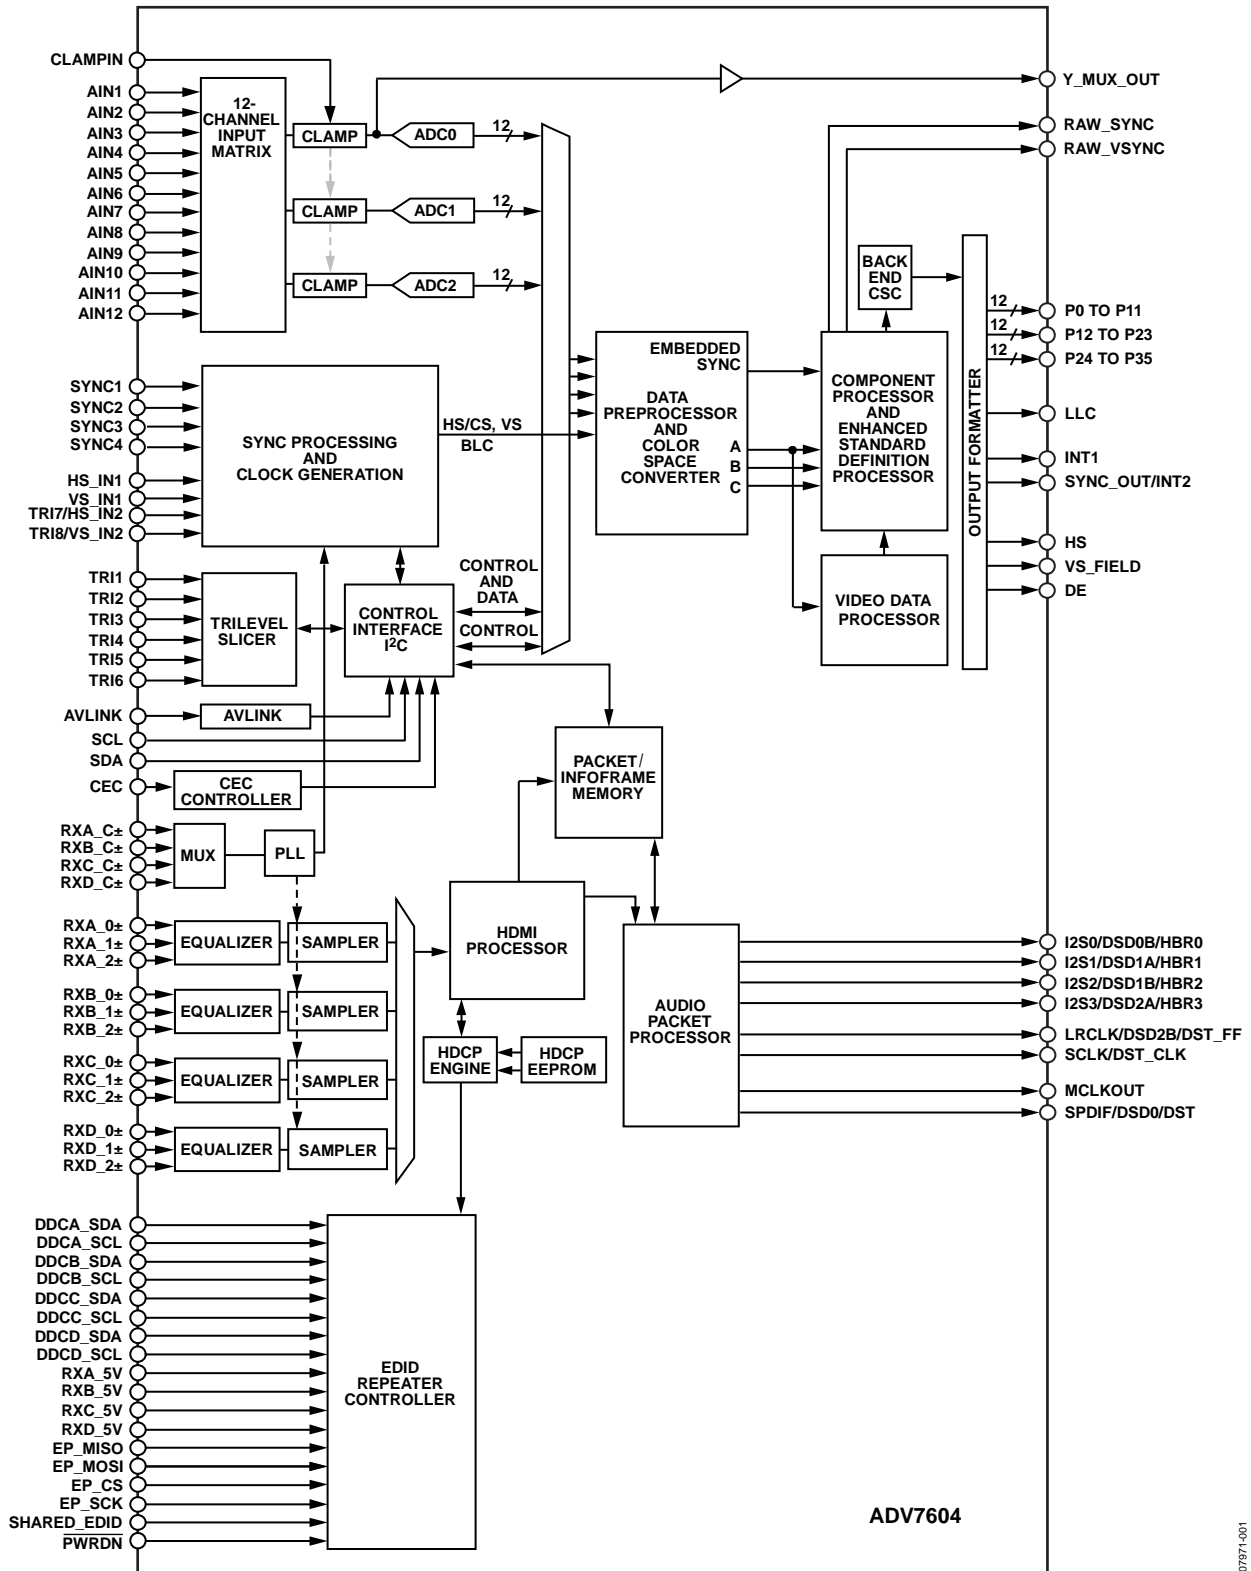 CLAMPIN
AIN1
AIN2
AIN3
AIN4
AIN5
AIN6
AIN7
AIN8
AIN9
AIN10
AIN11
AIN12
12-
CHANNEL
INPUT
MATRIX
CLAMP
ADC0
12
CLAMP
ADC1
12
CLAMP
ADC2
12
Y_MUX_OUT
RAW_SYNC
RAW_VSYNC
SYNC1
SYNC2
SYNC3
SYNC4
HS_IN1
VS_IN1
TRI7/HS_IN2
TRI8/VS_IN2
SYNC PROCESSING
AND
CLOCK GENERATION
HS/CS, VS
BLC
EMBEDDED
SYNC
DATA
PREPROCESSOR
AND
COLOR
SPACE
CONVERTER
A
B
C
BACK
END
CSC
COMPONENT
PROCESSOR
AND
ENHANCED
STANDARD
DEFINITION
PROCESSOR
VIDEO DATA
PROCESSOR
OUTPUT FORMATTER
12
P0 TO P11
12
P12 TO P23
12
P24 TO P35
LLC
INT1
SYNC_OUT/INT2
HS
VS_FIELD
DE
TRI1
TRI2
TRI3
TRI4
TRI5
TRI6
TRILEVEL
SLICER
CONTROL
INTERFACE
I2C
CONTROL
AND
DATA
CONTROL
AVLINK
AVLINK
SCL
SDA
CEC
CEC
CONTROLLER
PACKET/
INFOFRAME
MEMORY
RXA_C±
RXB_C±
RXC_C±
RXD_C±
MUX
PLL
RXA_0±
RXA_1±
RXA_2±
EQUALIZER
SAMPLER
RXB_0±
RXB_1±
RXB_2±
EQUALIZER
SAMPLER
RXC_0±
RXC_1±
RXC_2±
EQUALIZER
SAMPLER
RXD_0±
RXD_1±
RXD_2±
EQUALIZER
SAMPLER
HDMI
PROCESSOR
HDCP
ENGINE
HDCP
EEPROM
AUDIO
PACKET
PROCESSOR
I2S0/DSD0B/HBR0
I2S1/DSD1A/HBR1
I2S2/DSD1B/HBR2
I2S3/DSD2A/HBR3
LRCLK/DSD2B/DST_FF
SCLK/DST_CLK
MCLKOUT
SPDIF/DSD0/DST
DDCA_SDA
DDCA_SCL
DDCB_SDA
DDCB_SCL
DDCC_SDA
DDCC_SCL
DDCD_SDA
DDCD_SCL
RXA_5V
RXB_5V
RXC_5V
RXD_5V
EP_MISO
EP_MOSI
EP_CS
EP_SCK
SHARED_EDID
PWRDN
EDID
REPEATER
CONTROLLER
ADV7604
07971-001